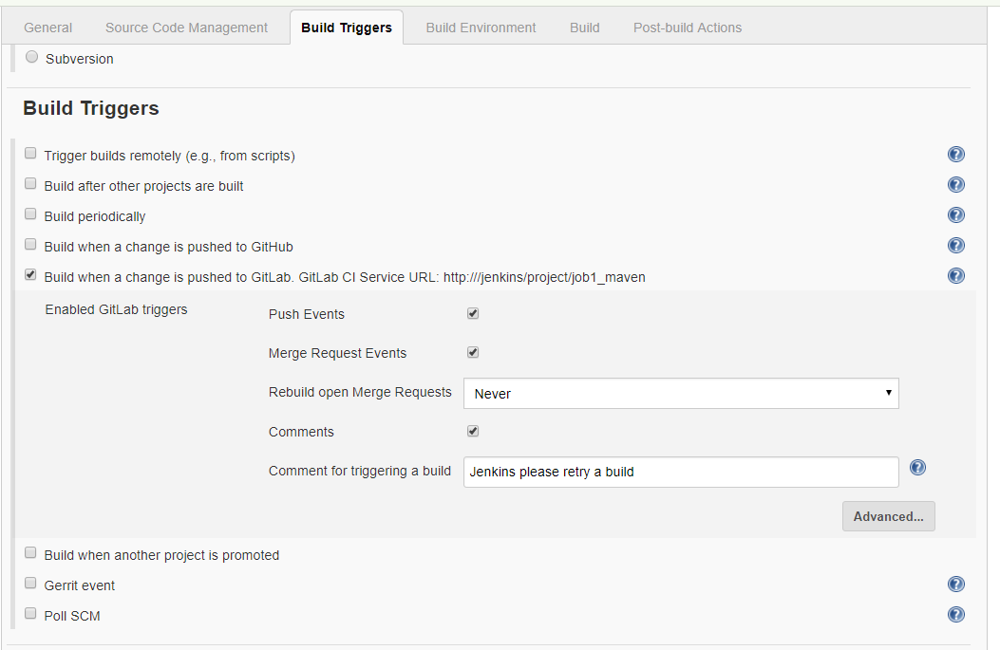 General Source Code Management Build Triggers Build Environment Build Post-build Actions
Subversion
Build Triggers
Trigger builds remotely (e.g., from scripts)
Build after other projects are built
Build periodically
Build when a change is pushed to GitHub
Build when a change is pushed to GitLab. GitLab CI Service URL: http:///jenkins/project/job1_maven
Enabled GitLab triggers Push Events
Merge Request Events
Rebuild open Merge Requests Never
Comments
Comment for triggering a build Jenkins please retry a build
Advanced...
Build when another project is promoted
Gerrit event
Poll SCM